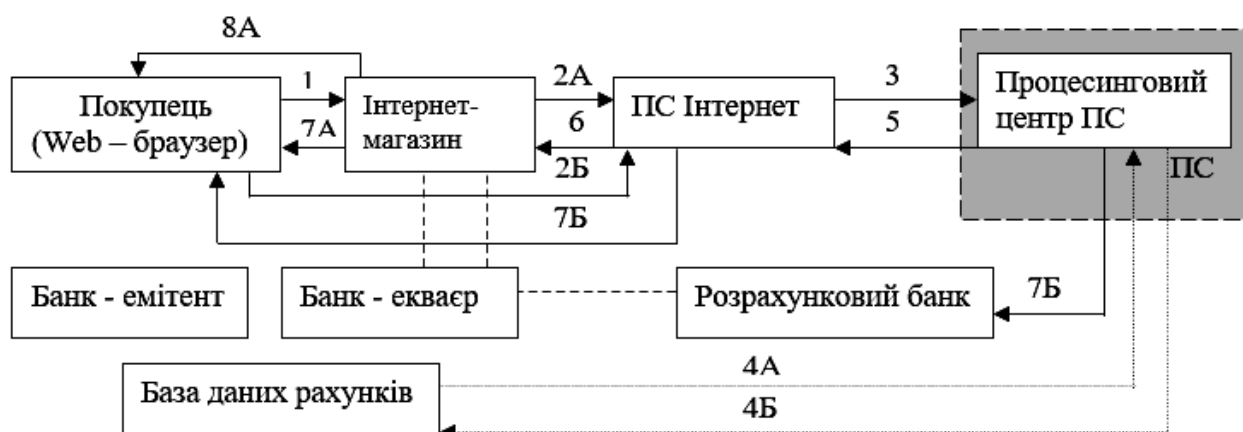 8А
1
2А
3
Покупець
(Web – браузер)
Інтернет-
магазин
ПС Інтернет
Процесинговий
центр ПС
7А
6
5
2Б
ПС
7Б
Банк - емітент
Банк - екваєр
Розрахунковий банк
7Б
База даних рахунків
4А
4Б